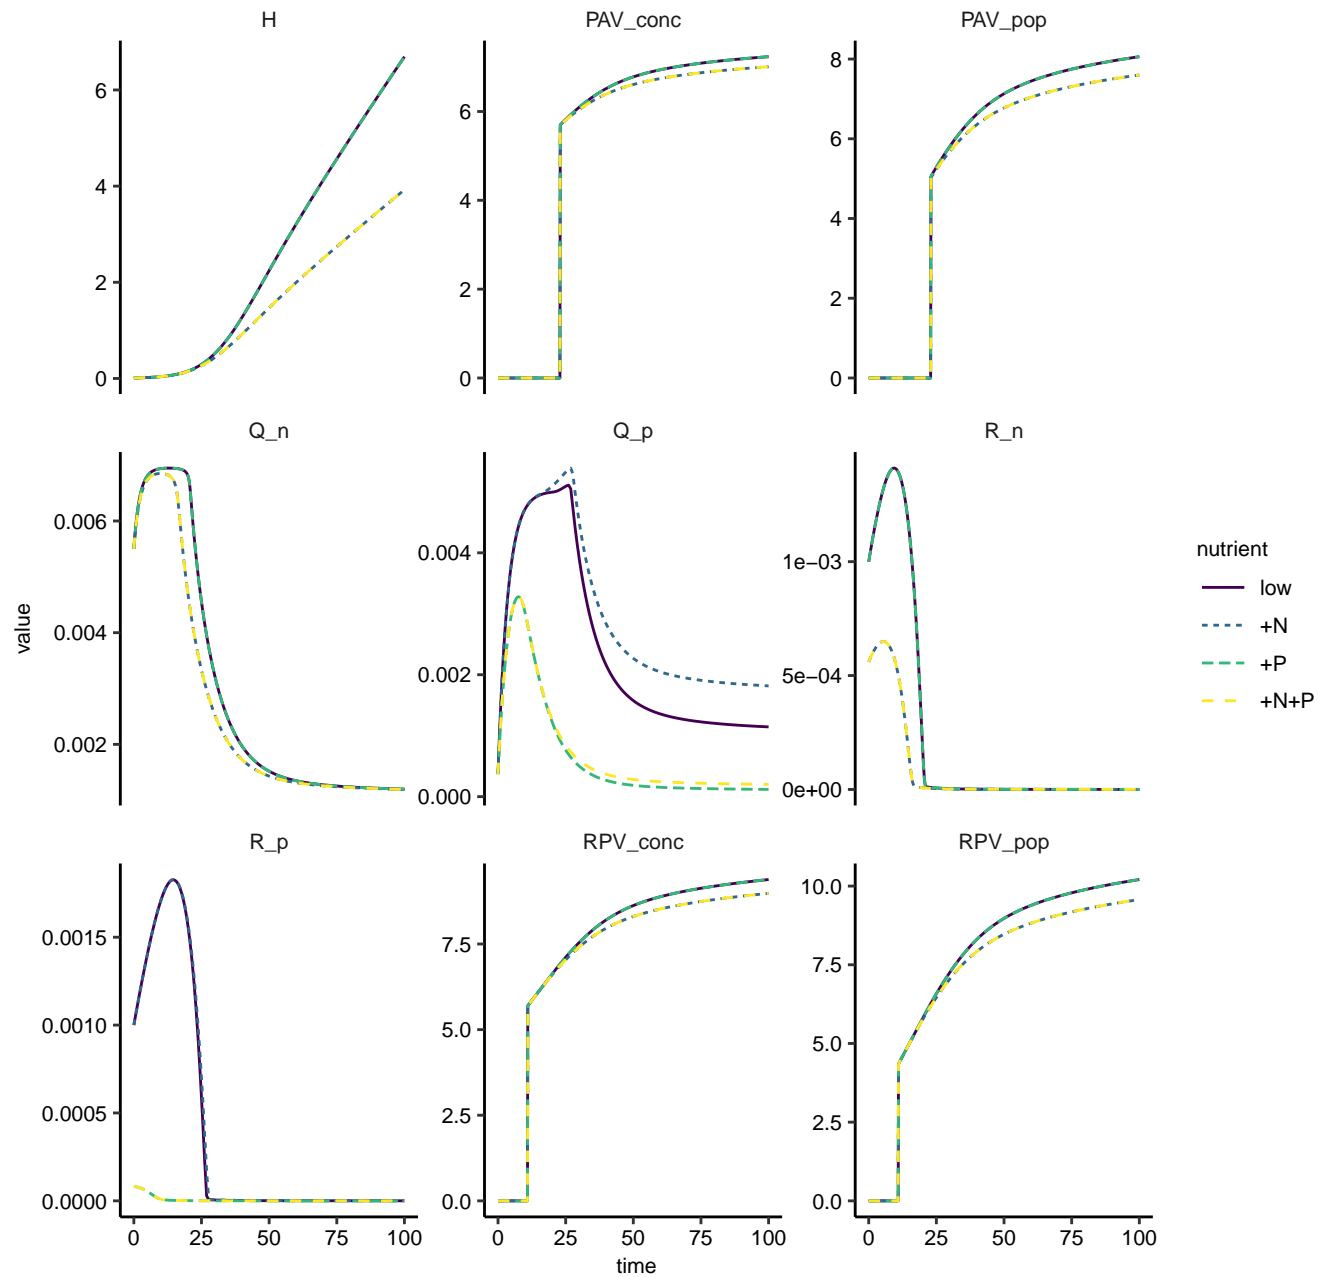 H
PAV_conc
PAV_pop
6
4
2
0
6
4
2
0
8
6
4
2
0
Q_n
Q_p
R_n
0.006
0.004
0.002
0.004
0.002
0.000
1e−03
5e−04
0e+00
R_p
RPV_conc
RPV_pop
0.0015
0.0010
0.0005
0.0000
7.5
5.0
2.5
0.0
10.0
7.5
5.0
2.5
0.0
0 25 50 75 100
0 25 50 75 100
0 25 50 75 100
time
value
nutrient
low
+N
+P
+N+P